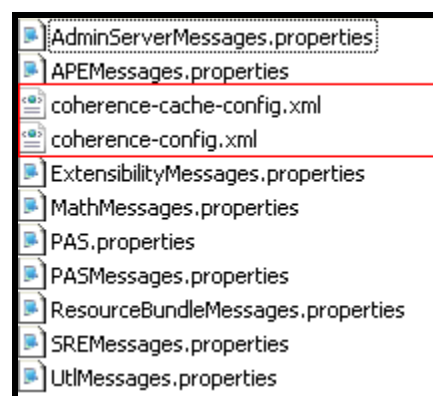 AdminServerMessages.properties
APEMessages.properties
coherence-cache-config.xml
coherence-config.xml
ExtensibilityMessages.properties
MathMessages.properties
PAS.properties
PASMessages.properties
ResourceBundleMessages.properties
SREMessages.properties
UtlMessages.properties